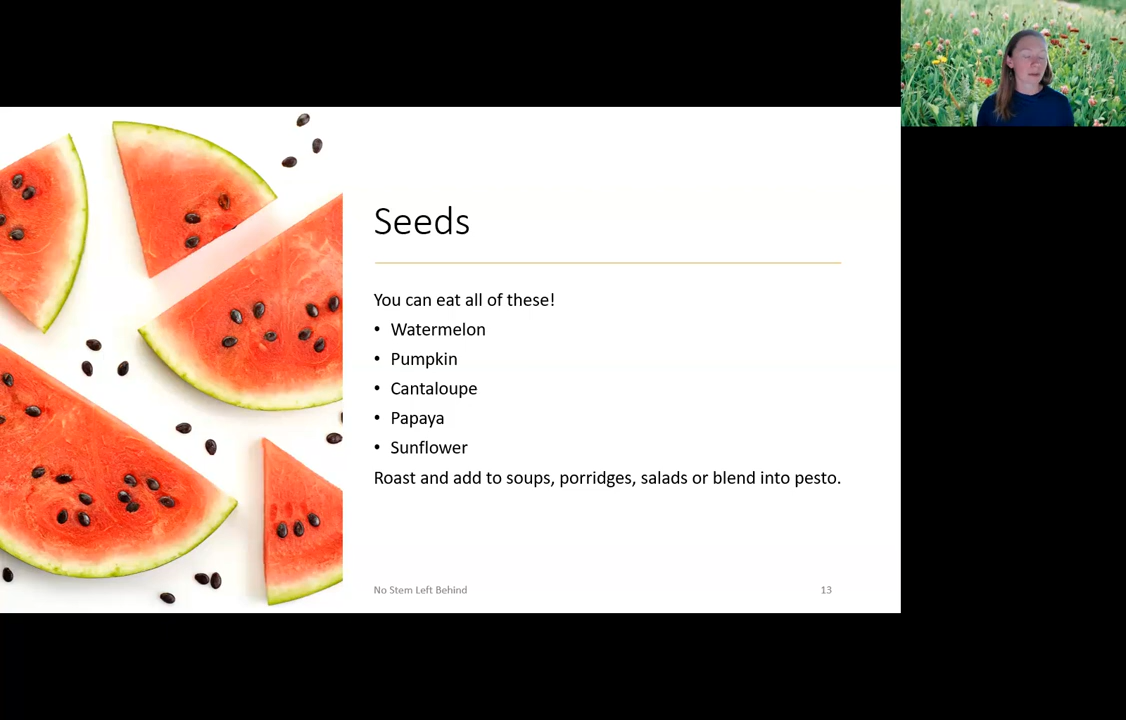 Seeds
You can eat all of these!
• Watermelon
• Pumpkin
• Cantaloupe
• Papaya
• Sunflower
Roast and add to soups, porridges, salads or blend into pesto.
No Stem Left Behind
13